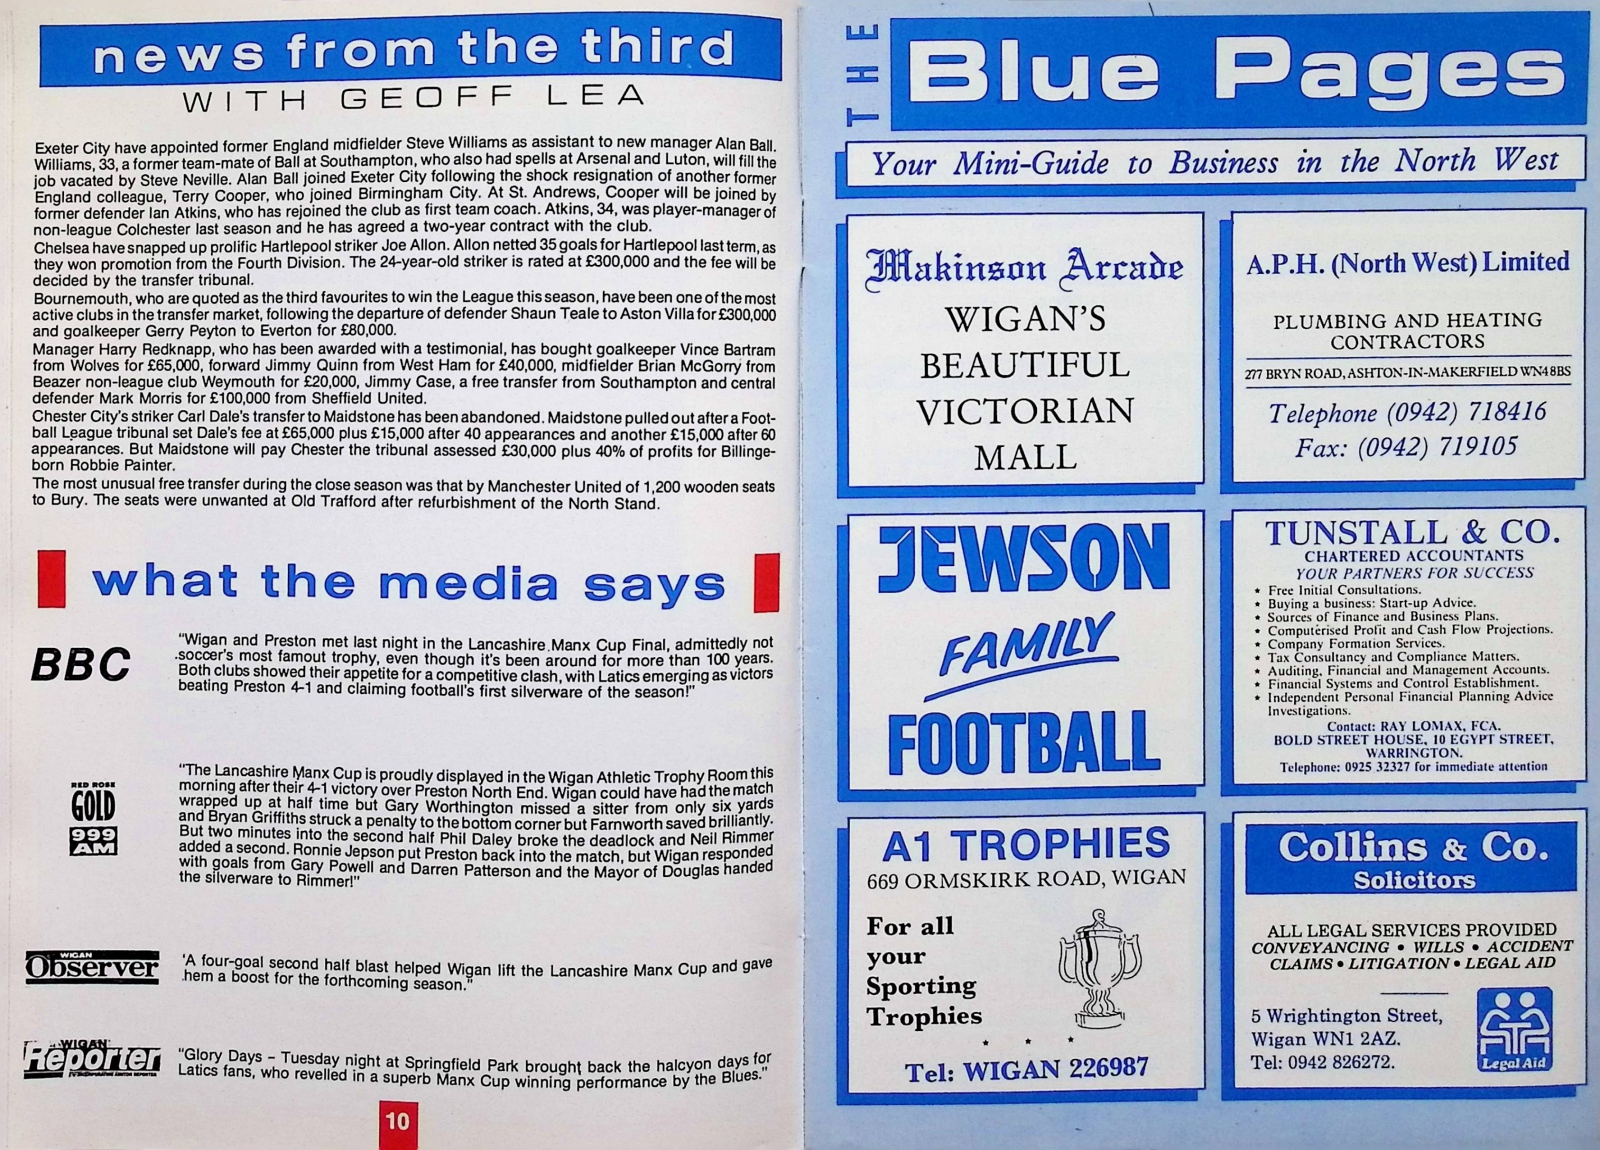 news from the third
WITH GEOFF LEA
Exeter City have appointed former England midfielder Steve Williams as assistant to new manager Alan Ball.
Williams, 33, a former team-mate of Ball at Southampton, who also had spells at Arsenal and Luton, will fill the
job vacated by Steve Neville. Alan Ball joined Exeter City following the shock resignation of another former
England colleague, Terry Cooper, who joined Birmingham City. At St. Andrews, Cooper will be joined by
former defender Ian Atkins, who has rejoined the club as first team coach. Atkins, 34, was player-manager of
non-league Colchester last season and he has agreed a two-year contract with the club.
Chelsea have snapped up prolific Hartlepool striker Joe Allon. Allon netted 35 goals for Hartlepool last term, as
they won promotion from the Fourth Division. The 24-year-old striker is rated at £300,000 and the fee will be
decided by the transfer tribunal.
Bournemouth, who are quoted as the third favourites to win the League this season, have been one of the most
active clubs in the transfer market, following the departure of defender Shaun Teale to Aston Villa for £300,000
and goalkeeper Gerry Peyton to Everton for £80,000.
Manager Harry Redknapp, who has been awarded with a testimonial, has bought goalkeeper Vince Bartram
from Wolves for £65,000, forward Jimmy Quinn from West Ham for £40,000, midfielder Brian McGorry from
Beazer non-league club Weymouth for £20,000, Jimmy Case, a free transfer from Southampton and central
defender Mark Morris for £100,000 from Sheffield United.
Chester City's striker Carl Dale's transfer to Maidstone has been abandoned. Maidstone pulled out after a Foot-
ball League tribunal set Dale's fee at £65,000 plus £15,000 after 40 appearances and another £15,000 after 60
appearances. But Maidstone will pay Chester the tribunal assessed £30,000 plus 40% of profits for Billinge-
born Robbie Painter.
The most unusual free transfer during the close season was that by Manchester United of 1,200 wooden seats
to Bury. The seats were unwanted at Old Trafford after refurbishment of the North Stand.
what the media says
BBC
"Wigan and Preston met last night in the Lancashire Manx Cup Final, admittedly not
soccer's most famous trophy, even though it's been around for more than 100 years.
Both clubs showed their appetite for a competitive clash, with Latics emerging as victors
beating Preston 4-1 and claiming football's first silverware of the season!"
RED ROSE
GOLD
999
AM
"The Lancashire Manx Cup is proudly displayed in the Wigan Athletic Trophy Room this
morning after their 4-1 victory over Preston North End. Wigan could have had the match
wrapped up at half time but Gary Worthington missed a sitter from only six yards
and Bryan Griffiths struck a penalty to the bottom corner but Farnworth saved brilliantly.
But two minutes into the second half Phil Daley broke the deadlock and Neil Rimmer
added a second. Ronnie Jepson put Preston back into the match, but Wigan responded
with goals from Gary Powell and Darren Patterson and the Mayor of Douglas handed
the silverware to Rimmer!"
WIGAN
Observer
'A four-goal second half blast helped Wigan lift the Lancashire Manx Cup and gave
hem a boost for the forthcoming season."
WIGAN
Reporter
"Glory Days – Tuesday night at Springfield Park brought back the halcyon days for
Latics fans, who revelled in a superb Manx Cup winning performance by the Blues."
10
THE
Blue Pages
Your Mini-Guide to Business in the North West
Makinson Arcade
WIGAN'S
BEAUTIFUL
VICTORIAN
MALL
A.P.H. (North West) Limited
PLUMBING AND HEATING
CONTRACTORS
277 BRYN ROAD, ASHTON-IN-MAKERFIELD WN4 8BS
Telephone (0942) 718416
Fax: (0942) 719105
JEWSON
FAMILY
FOOTBALL
TUNSTALL & CO.
CHARTERED ACCOUNTANTS
YOUR PARTNERS FOR SUCCESS
* Free Initial Consultations.
* Buying a business: Start-up Advice.
* Sources of Finance and Business Plans.
* Computerised Profit and Cash Flow Projections.
* Company Formation Services.
* Tax Consultancy and Compliance Matters.
* Auditing, Financial and Management Accounts.
* Financial Systems and Control Establishment.
* Independent Personal Financial Planning Advice
Investigations.
Contact: RAY LOMAX, FCA.
BOLD STREET HOUSE, 10 EGYPT STREET,
WARRINGTON.
Telephone: 0925 32327 for immediate attention
A1 TROPHIES
669 ORMSKIRK ROAD, WIGAN
For all
your
Sporting
Trophies
* * *
Tel: WIGAN 226987
Collins & Co.
Solicitors
ALL LEGAL SERVICES PROVIDED
CONVEYANCING • WILLS • ACCIDENT
CLAIMS • LITIGATION • LEGAL AID
5 Wrightington Street,
Wigan WN1 2AZ.
Tel: 0942 826272.
Legal Aid